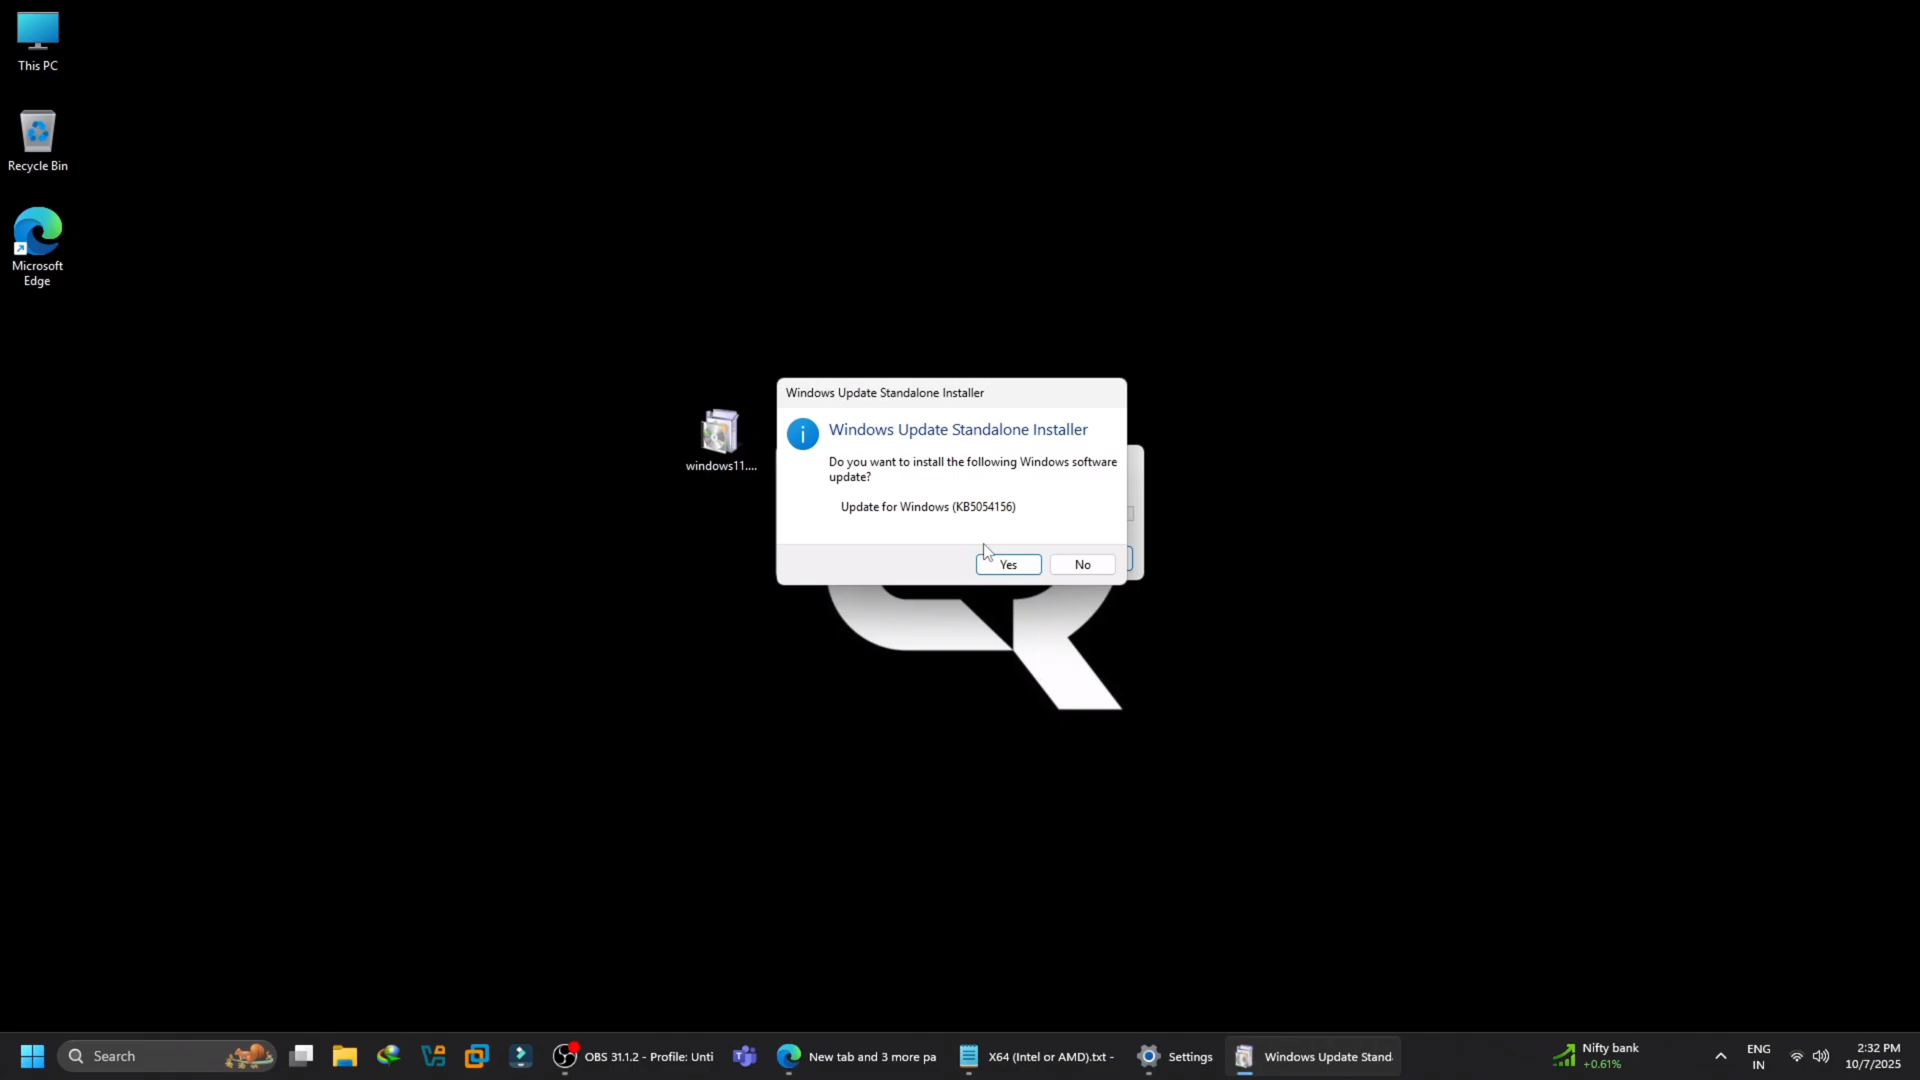 This PC
Recycle Bin
Microsoft
Edge
windows11....
Windows Update Standalone Installer
Windows Update Standalone Installer
Do you want to install the following Windows software
update?
Update for Windows (KB5054156)
Yes
No
Search
OBS 31.1.2 - Profile: Unti
New tab and 3 more pa
X64 (Intel or AMD).txt -
Settings
Windows Update Stand
Nifty bank
+0.61%
ENG
IN
2:32 PM
10/7/2025